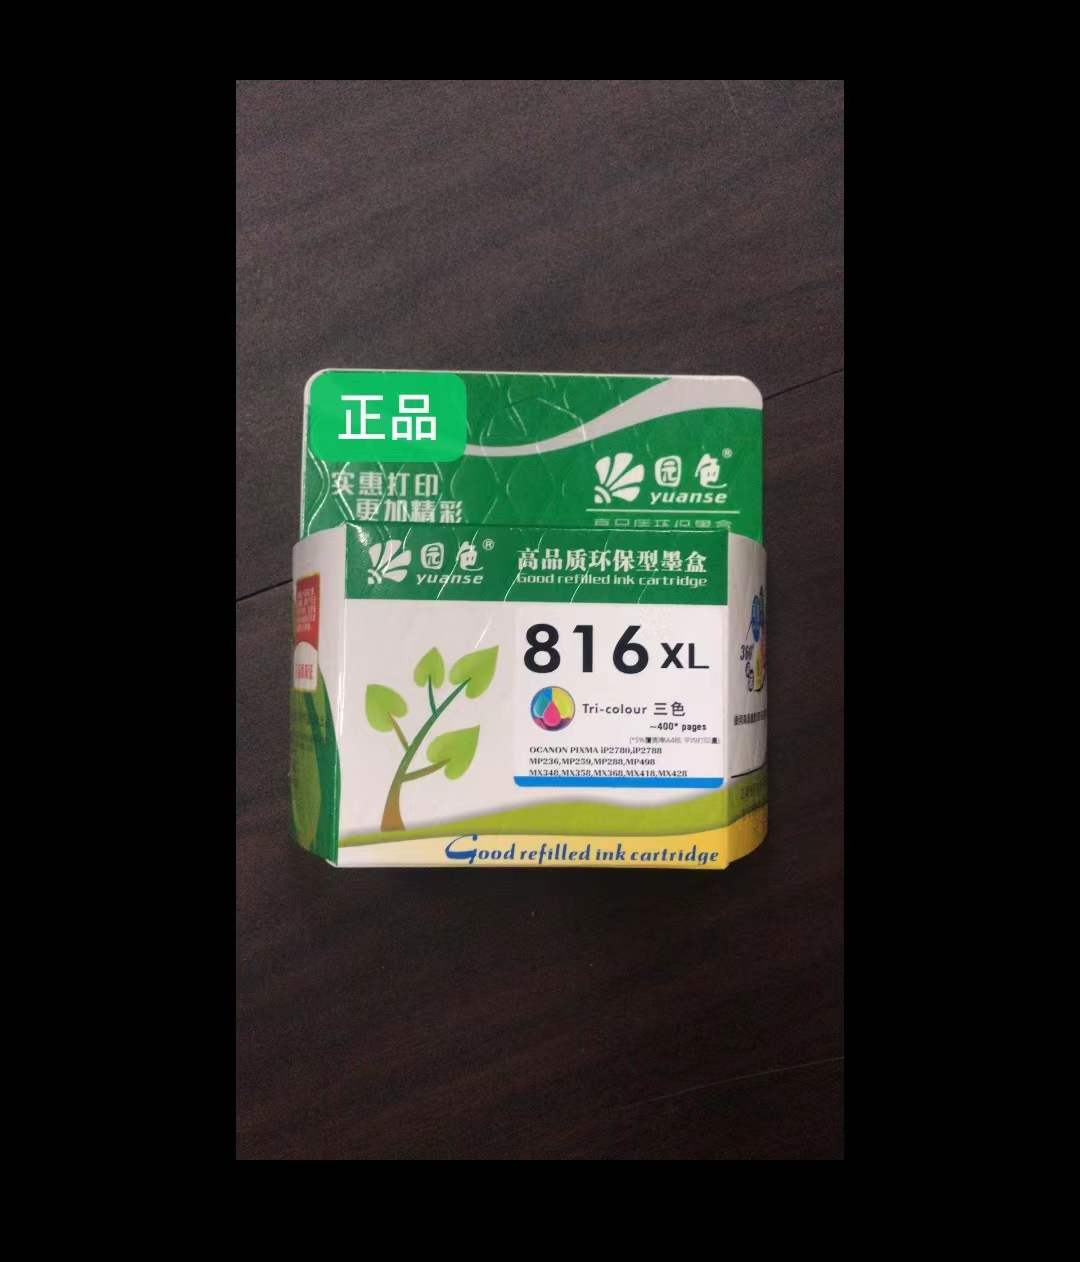 正品
实惠打印
更加精彩
园色®
yuanse
园色®
yuanse
高品质环保型墨盒
Good refilled ink cartridge
816 XL
Tri-colour 三色
~400* pages
OCANON PIXMA iP2780,iP2788
MP236,MP259,MP288,MP498
MX348,MX358,MX368,MX418,MX428
Good refilled ink cartridge
360°